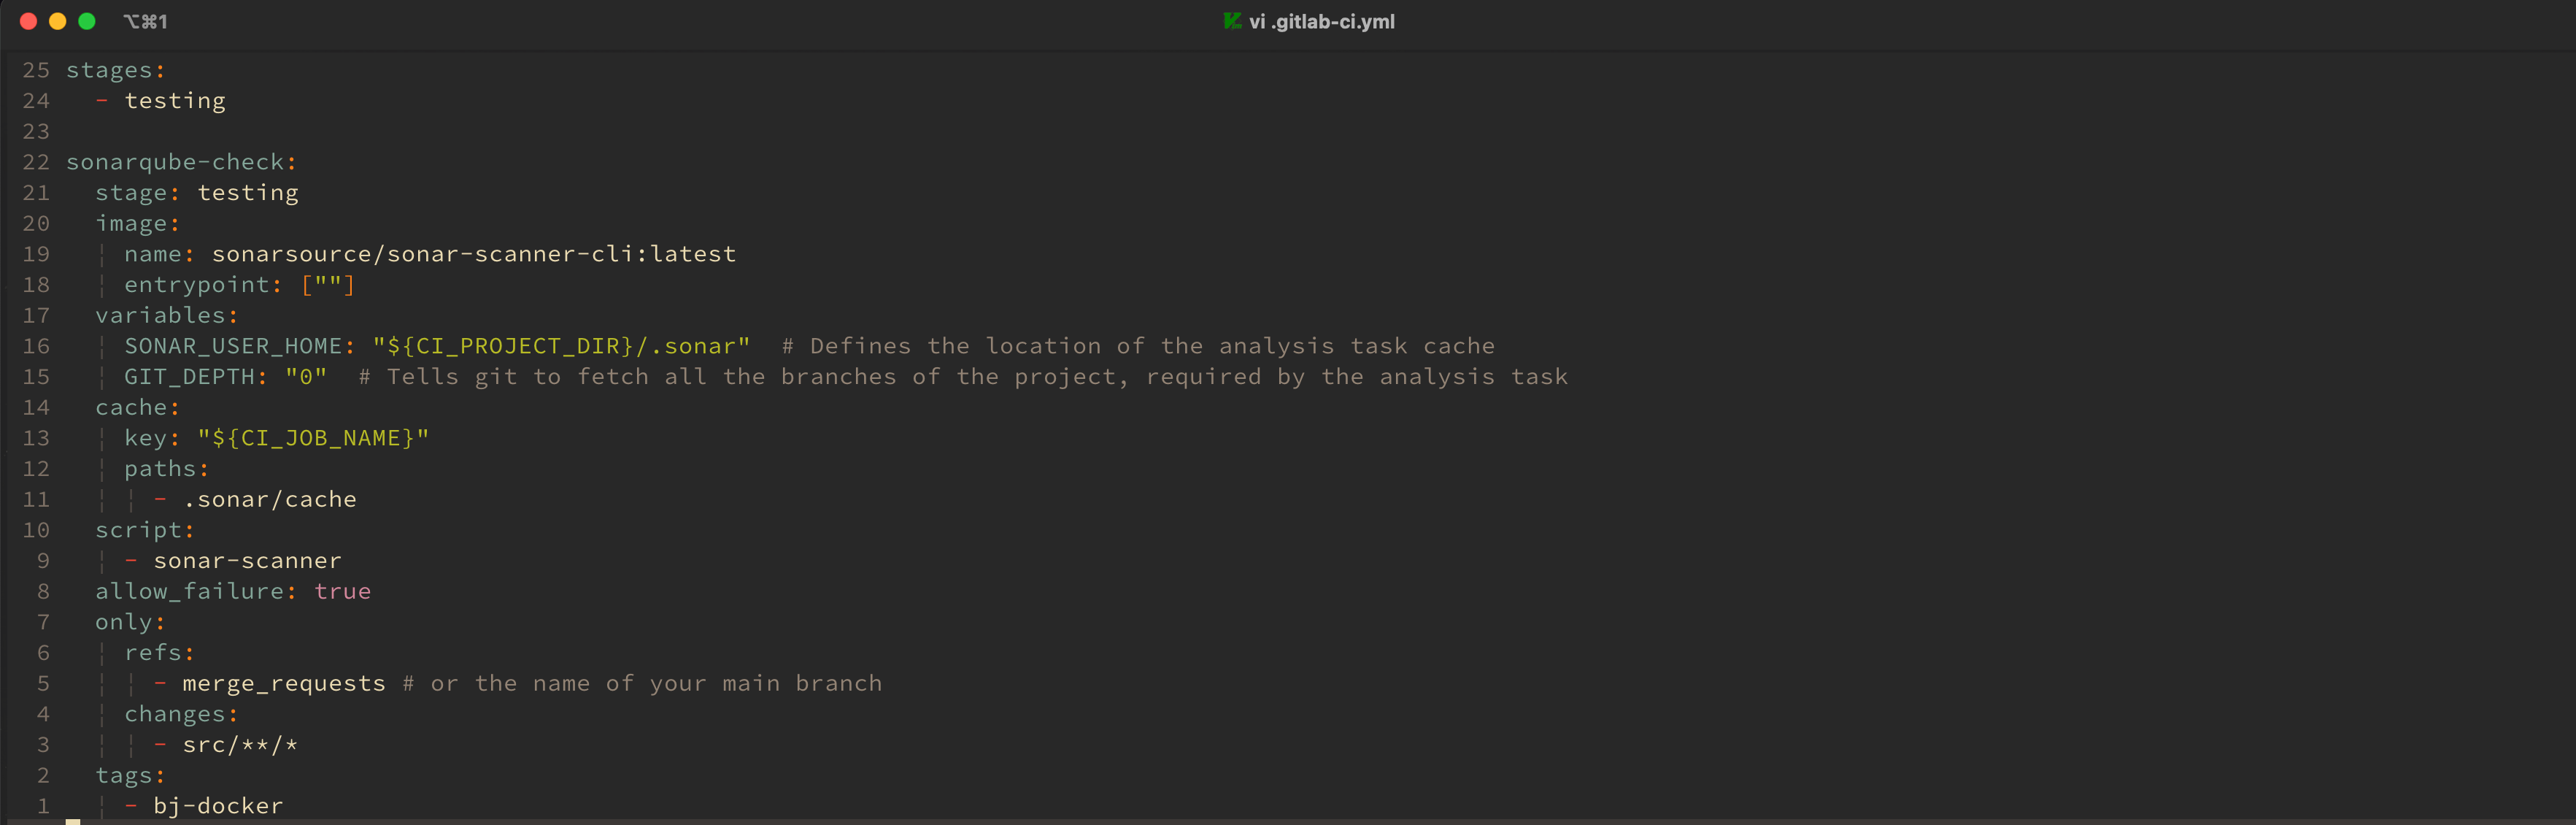 ⌥⌘1
vi .gitlab-ci.yml
25 stages:
24   - testing
23
22 sonarqube-check:
21   stage: testing
20   image:
19     name: sonarsource/sonar-scanner-cli:latest
18     entrypoint: [""]
17   variables:
16     SONAR_USER_HOME: "${CI_PROJECT_DIR}/.sonar"  # Defines the location of the analysis task cache
15     GIT_DEPTH: "0"  # Tells git to fetch all the branches of the project, required by the analysis task
14   cache:
13     key: "${CI_JOB_NAME}"
12     paths:
11       - .sonar/cache
10   script:
9     - sonar-scanner
8   allow_failure: true
7   only:
6     refs:
5       - merge_requests # or the name of your main branch
4     changes:
3       - src/**/*
2   tags:
1     - bj-docker